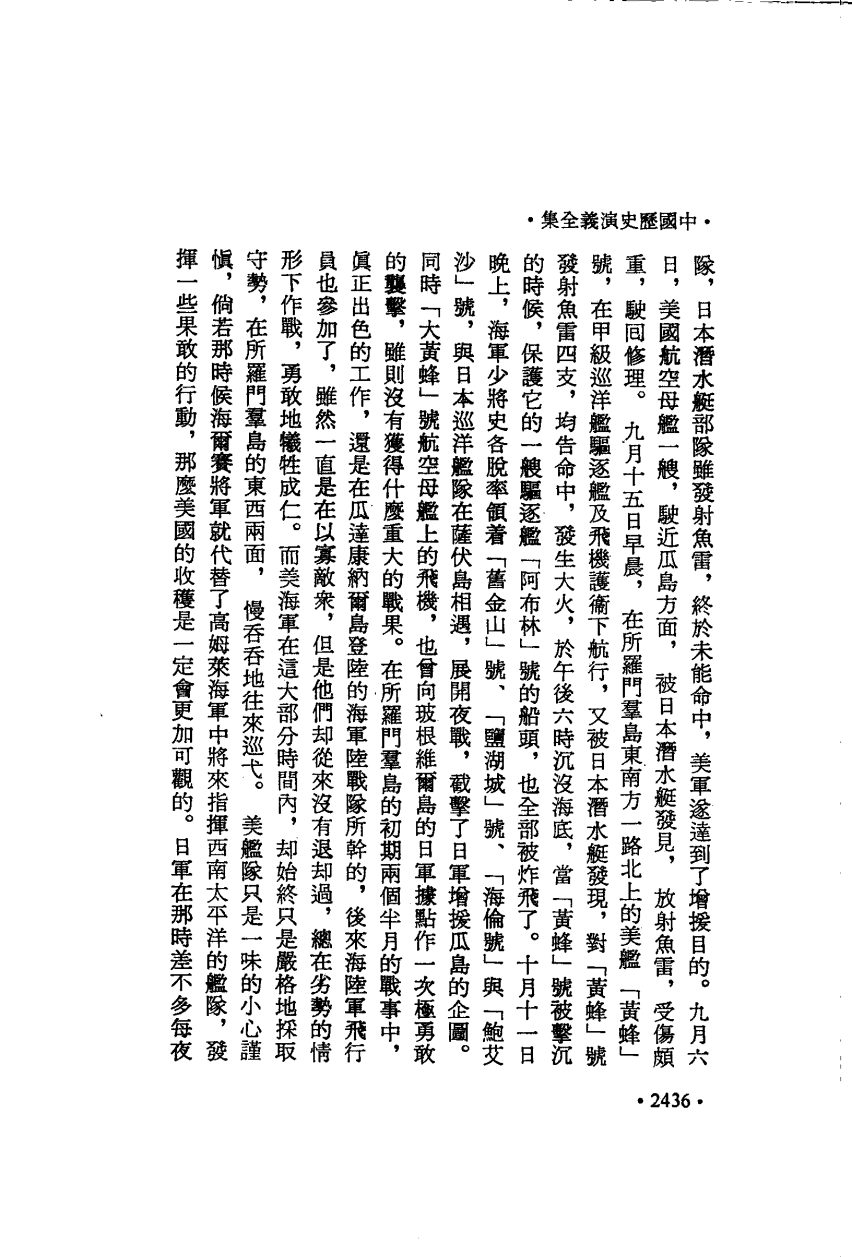 •中國歷史演義全集•
隊，日本潛水艇部隊雖發射魚雷，終於未能命中，美軍遂達到了增援目的。九月六
日，美國航空母艦一艘，駛近瓜島方面，被日本潛水艇發見，放射魚雷，受傷頗
重，駛回修理。九月十五日早晨，在所羅門羣島東南方一路北上的美艦「黃蜂」
號，在甲級巡洋艦驅逐艦及飛機護衞下航行，又被日本潛水艇發現，對「黃蜂」號
發射魚雷四支，均告命中，發生大火，於午後六時沉沒海底，當「黃蜂」號被擊沉
的時候，保護它的一艘驅逐艦「阿布林」號的船頭，也全部被炸飛了。十月十一日
晚上，海軍少將史各脫率領着「舊金山」號、「鹽湖城」號、「海倫號」與「鮑艾
沙」號，與日本巡洋艦隊在薩伏島相遇，展開夜戰，截擊了日軍增援瓜島的企圖。
同時「大黃蜂」號航空母艦上的飛機，也曾向玻根維爾島的日軍據點作一次極勇敢
的襲擊，雖則沒有獲得什麼重大的戰果。在所羅門羣島的初期兩個半月的戰事中，
眞正出色的工作，還是在瓜達康納爾島登陸的海軍陸戰隊所幹的，後來海陸軍飛行
員也參加了，雖然一直是在以寡敵衆，但是他們却從來沒有退却過，總在劣勢的情
形下作戰，勇敢地犧牲成仁。而美海軍在這大部分時間內，却始終只是嚴格地採取
守勢，在所羅門羣島的東西兩面，慢吞吞地往來巡弋。美艦隊只是一味的小心謹
愼，倘若那時候海爾賽將軍就代替了高姆萊海軍中將來指揮西南太平洋的艦隊，發
揮一些果敢的行動，那麼美國的收穫是一定會更加可觀的。日軍在那時差不多每夜
•2436•